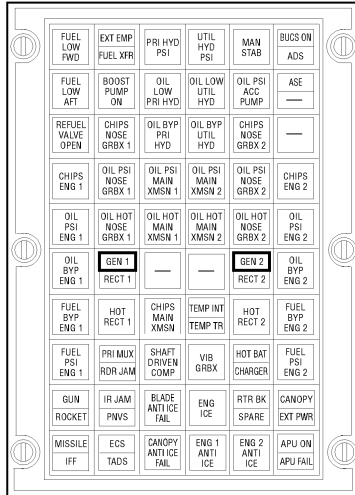 FUEL LOW FWD
EXT EMP
FUEL XFR
PRI HYD PSI
UTIL HYD PSI
MAN STAB
BUCS ON
ADS
FUEL LOW AFT
BOOST PUMP ON
OIL LOW PRI HYD
OIL LOW UTIL HYD
OIL PSI ACC PUMP
ASE
—
REFUEL VALVE OPEN
CHIPS NOSE GRBX 1
OIL BYP PRI HYD
OIL BYP UTIL HYD
CHIPS NOSE GRBX 2
—
CHIPS ENG 1
OIL PSI NOSE GRBX 1
OIL PSI MAIN XMSN 1
OIL PSI MAIN XMSN 2
OIL PSI NOSE GRBX 2
CHIPS ENG 2
OIL PSI ENG 1
OIL HOT NOSE GRBX 1
OIL HOT MAIN XMSN 1
OIL HOT MAIN XMSN 2
OIL HOT NOSE GRBX 2
OIL PSI ENG 2
OIL BYP ENG 1
GEN 1
RECT 1
—
—
GEN 2
RECT 2
OIL BYP ENG 2
FUEL BYP ENG 1
HOT RECT 1
CHIPS MAIN XMSN
TEMP INT
TEMP TR
HOT RECT 2
FUEL BYP ENG 2
FUEL PSI ENG 1
PRI MUX
RDR JAM
SHAFT DRIVEN COMP
VIB GRBX
HOT BAT
CHARGER
FUEL PSI ENG 2
GUN
ROCKET
IR JAM
PNVS
BLADE ANTI ICE FAIL
ENG ICE
RTR BK
SPARE
CANOPY
EXT PWR
MISSILE
IFF
ECS
TADS
CANOPY ANTI ICE FAIL
ENG 1 ANTI ICE
ENG 2 ANTI ICE
APU ON
APU FAIL